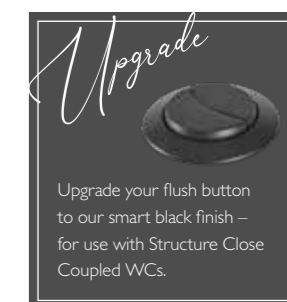 Upgrade
Upgrade your flush button
to our smart black finish –
for use with Structure Close
Coupled WCs.